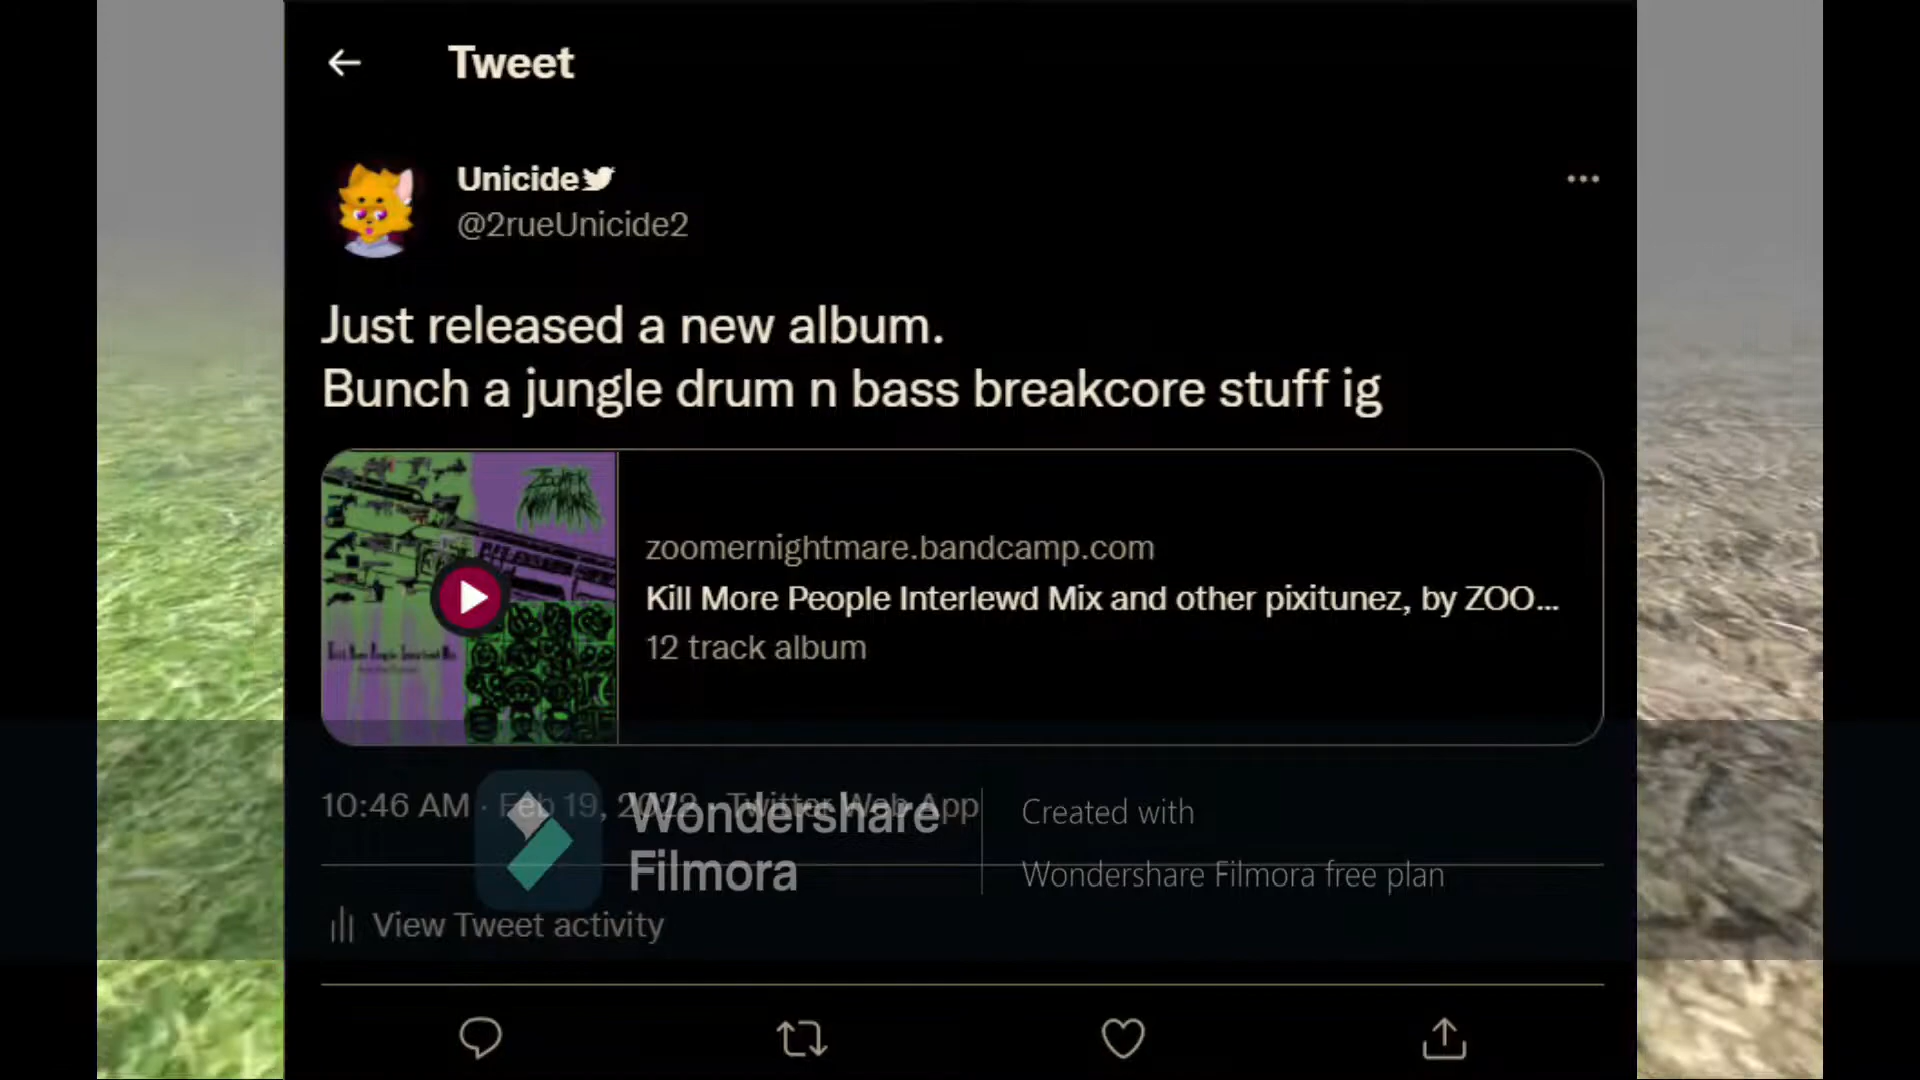 Tweet
Unicide
@2rueUnicide2
Just released a new album.
Bunch a jungle drum n bass breakcore stuff ig
zoomernightmare.bandcamp.com
Kill More People Interlewd Mix and other pixitunez, by ZOO...
12 track album
10:46 AM · Feb 19, 2022 · Twitter Web App
Wondershare
Filmora
Created with
Wondershare Filmora free plan
View Tweet activity